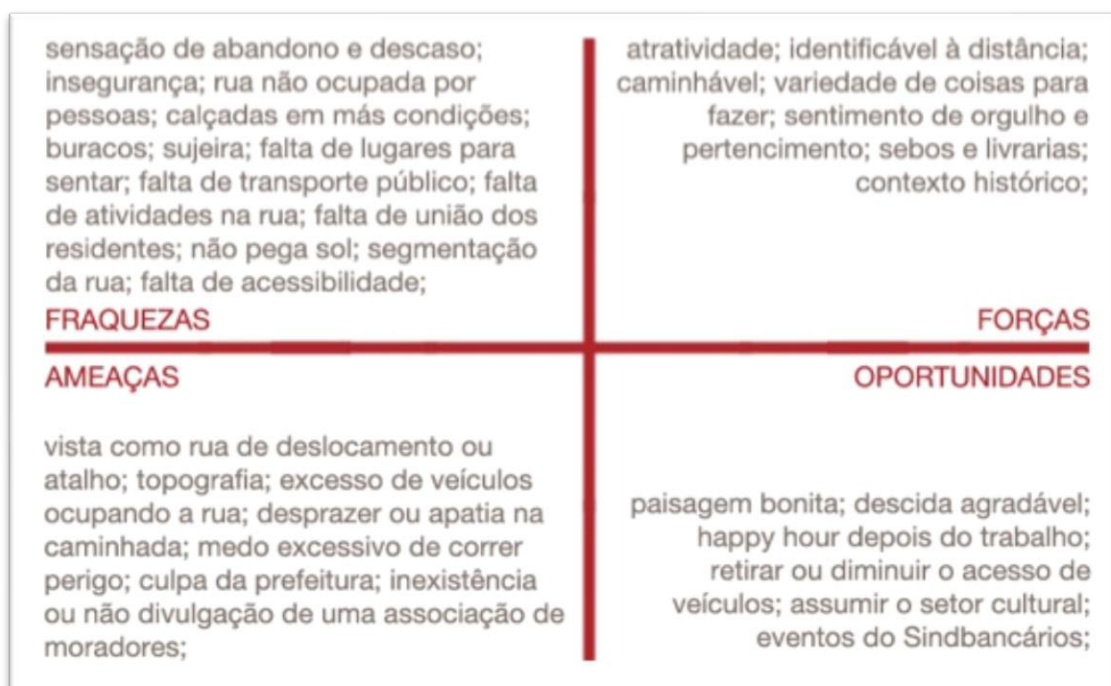 sensação de abandono e descaso;
insegurança; rua não ocupada por
pessoas; calçadas em más condições;
buracos; sujeira; falta de lugares para
sentar; falta de transporte público; falta
de atividades na rua; falta de união dos
residentes; não pega sol; segmentação
da rua; falta de acessibilidade;
FRAQUEZAS
atratividade; identificável à distância;
caminhável; variedade de coisas para
fazer; sentimento de orgulho e
pertencimento; sebos e livrarias;
contexto histórico;
FORÇAS
AMEAÇAS
vista como rua de deslocamento ou
atalho; topografia; excesso de veículos
ocupando a rua; desprazer ou apatia na
caminhada; medo excessivo de correr
perigo; culpa da prefeitura; inexistência
ou não divulgação de uma associação de
moradores;
OPORTUNIDADES
paisagem bonita; descida agradável;
happy hour depois do trabalho;
retirar ou diminuir o acesso de
veículos; assumir o setor cultural;
eventos do Sindbancários;